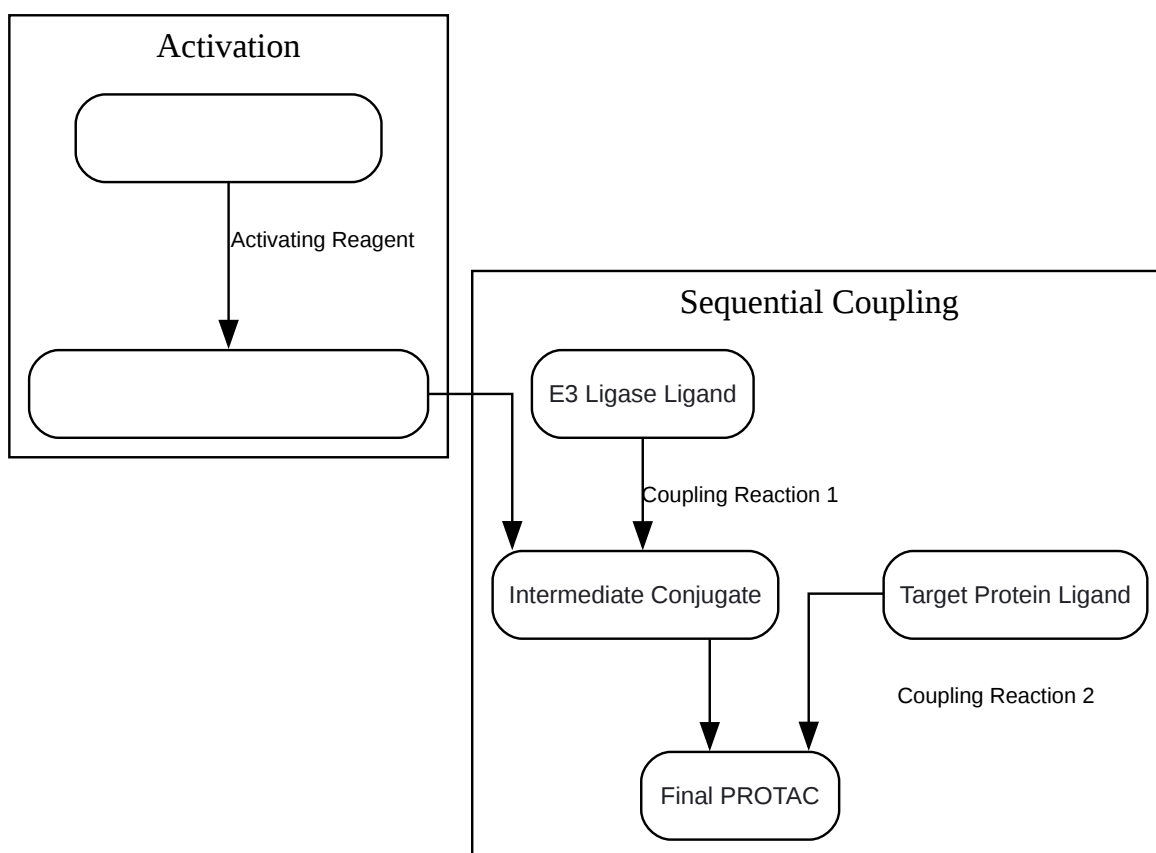 Activation
Activating Reagent
Sequential Coupling
E3 Ligase Ligand
Coupling Reaction 1
Intermediate Conjugate
Target Protein Ligand
Coupling Reaction 2
Final PROTAC